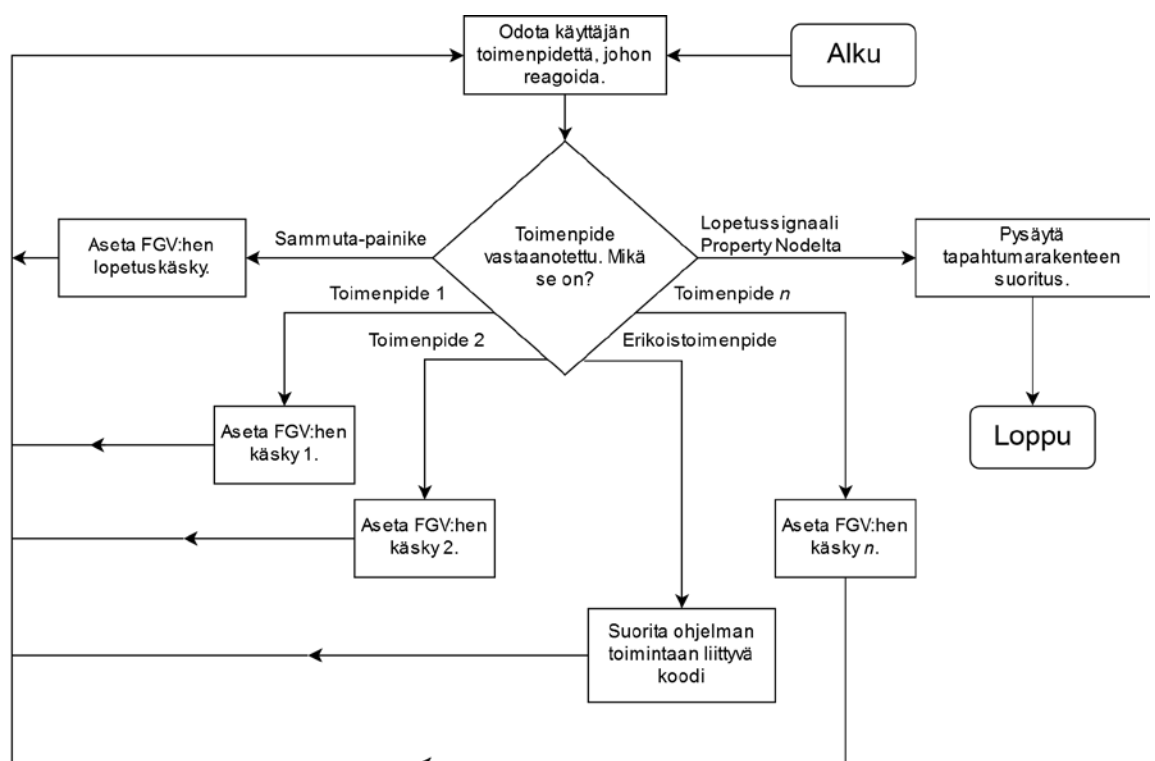 Odota käyttäjän
toimenpidettä, johon
reagoida.
Alku
Aseta FGV:hen
lopetuskäsky.
Sammuta-painike
Toimenpide
vastaanotettu. Mikä
se on?
Lopetussignaali
Property Nodelta
Pysäytä
tapahtumarakenteen
suoritus.
Toimenpide 1
Toimenpide n
Toimenpide 2
Erikoistoimenpide
Aseta FGV:hen
käsky 1.
Loppu
Aseta FGV:hen
käsky 2.
Aseta FGV:hen
käsky n.
Suorita ohjelman
toimintaan liittyvä
koodi